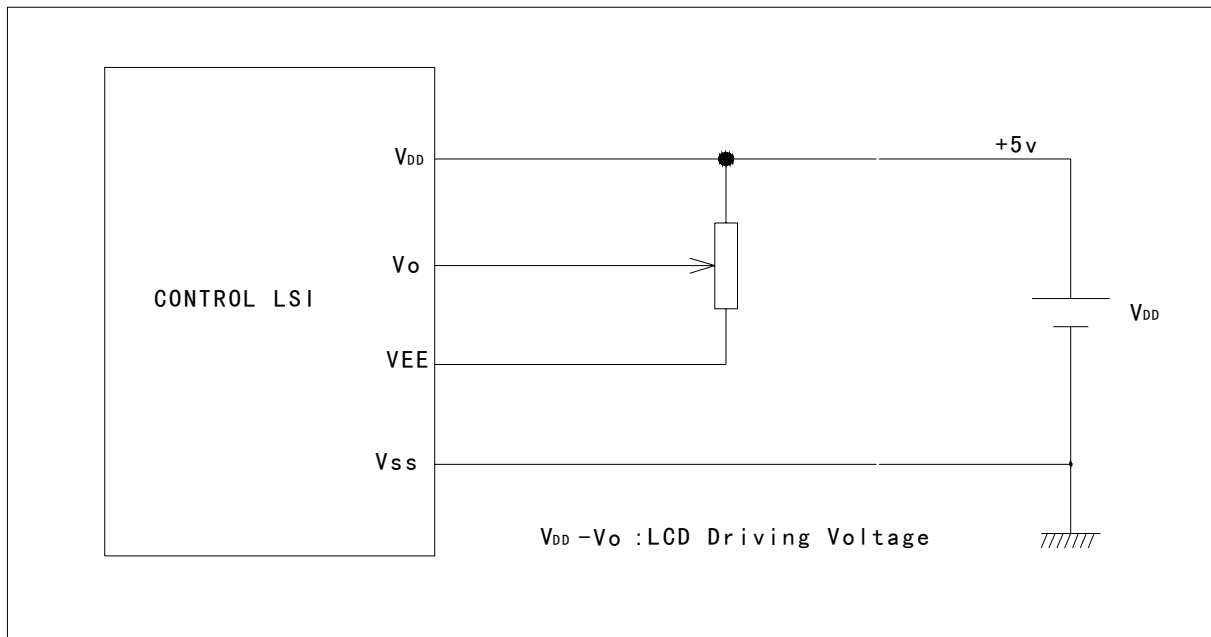 VDD
+5v
Vo
CONTROL LSI
VDD
VEE
Vss
VDD-Vo:LCD Driving Voltage